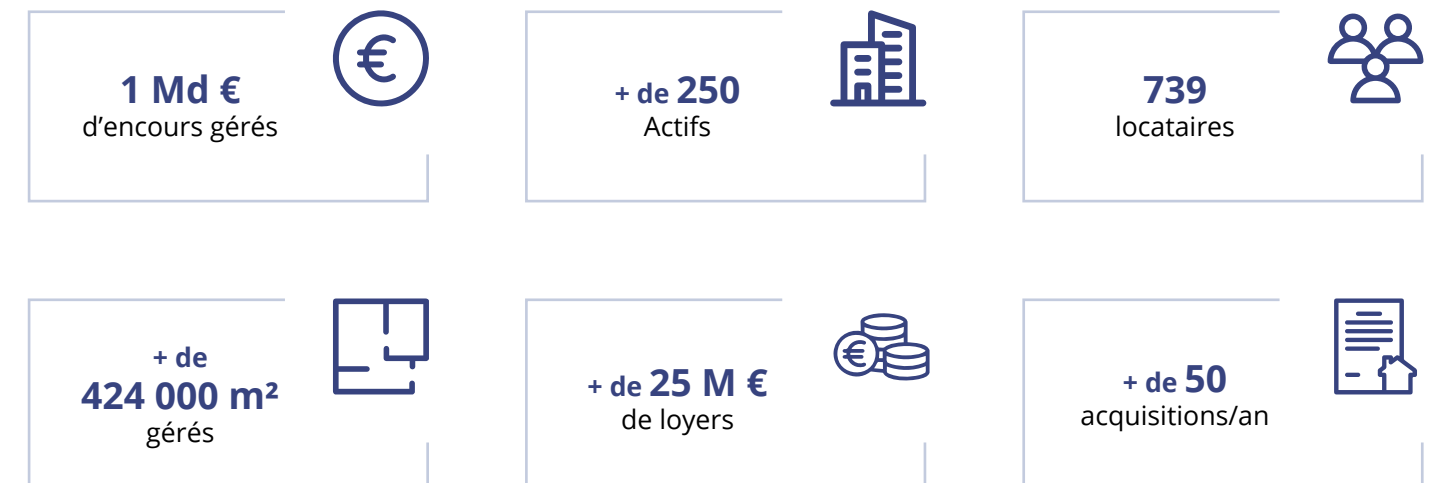 1 Md €
d’encours gérés
+ de 250
Actifs
739
locataires
+ de
424 000 m²
gérés
+ de 25 M €
de loyers
+ de 50
acquisitions/an